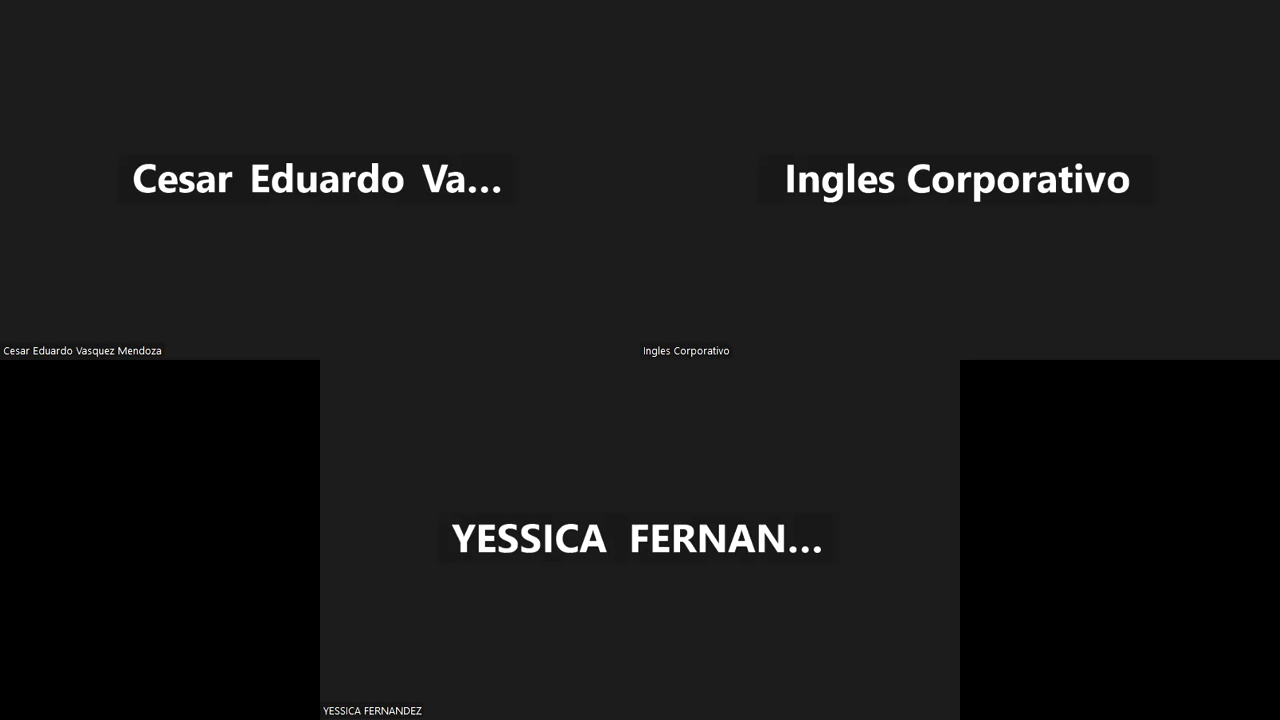 Cesar Eduardo Va...
Ingles Corporativo
Cesar Eduardo Vasquez Mendoza
Ingles Corporativo
YESSICA FERNAN...
YESSICA FERNANDEZ